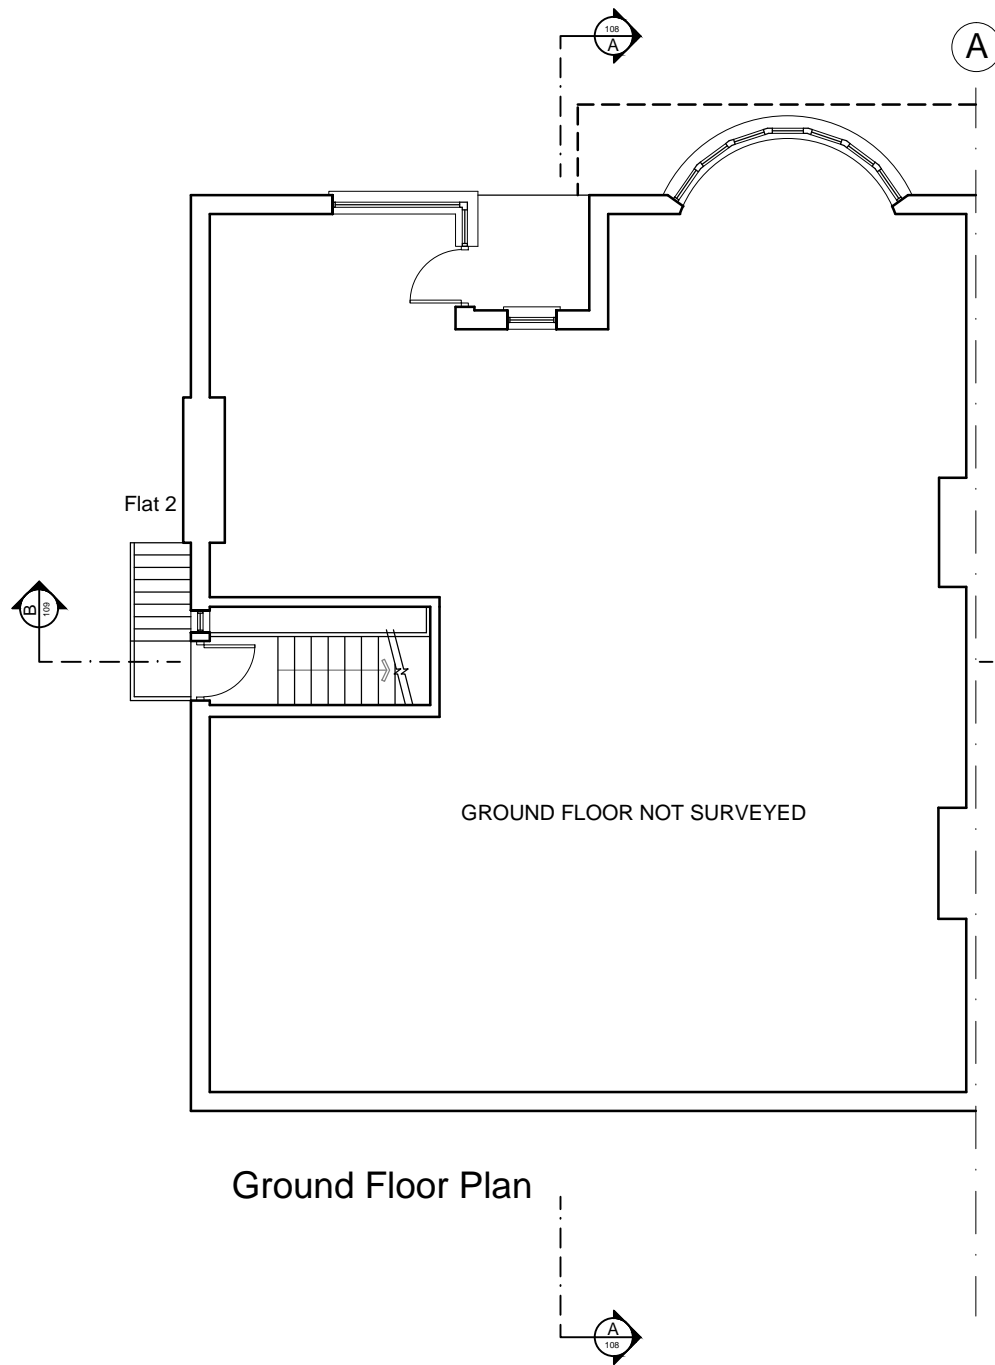 108
A
A
Flat 2
B
109
GROUND FLOOR NOT SURVEYED
Ground Floor Plan
A
108